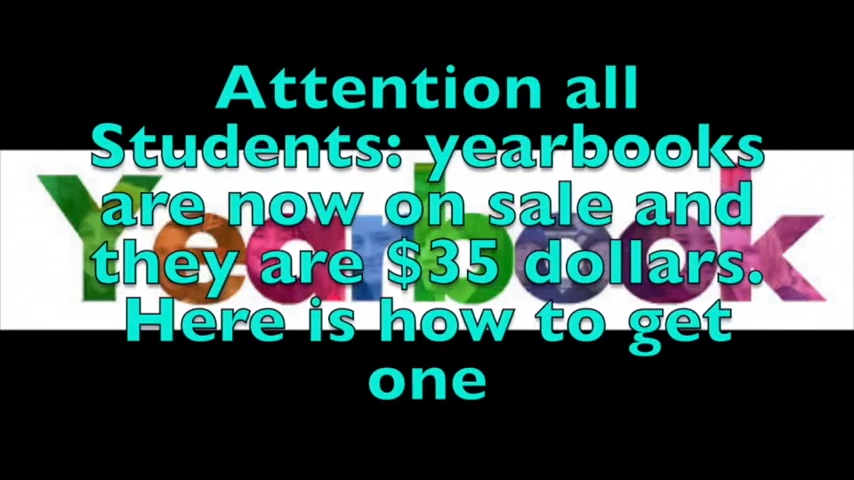 Attention all
Students: yearbooks
are now on sale and
they are $35 dollars.
Here is how to get
one
Yearbook